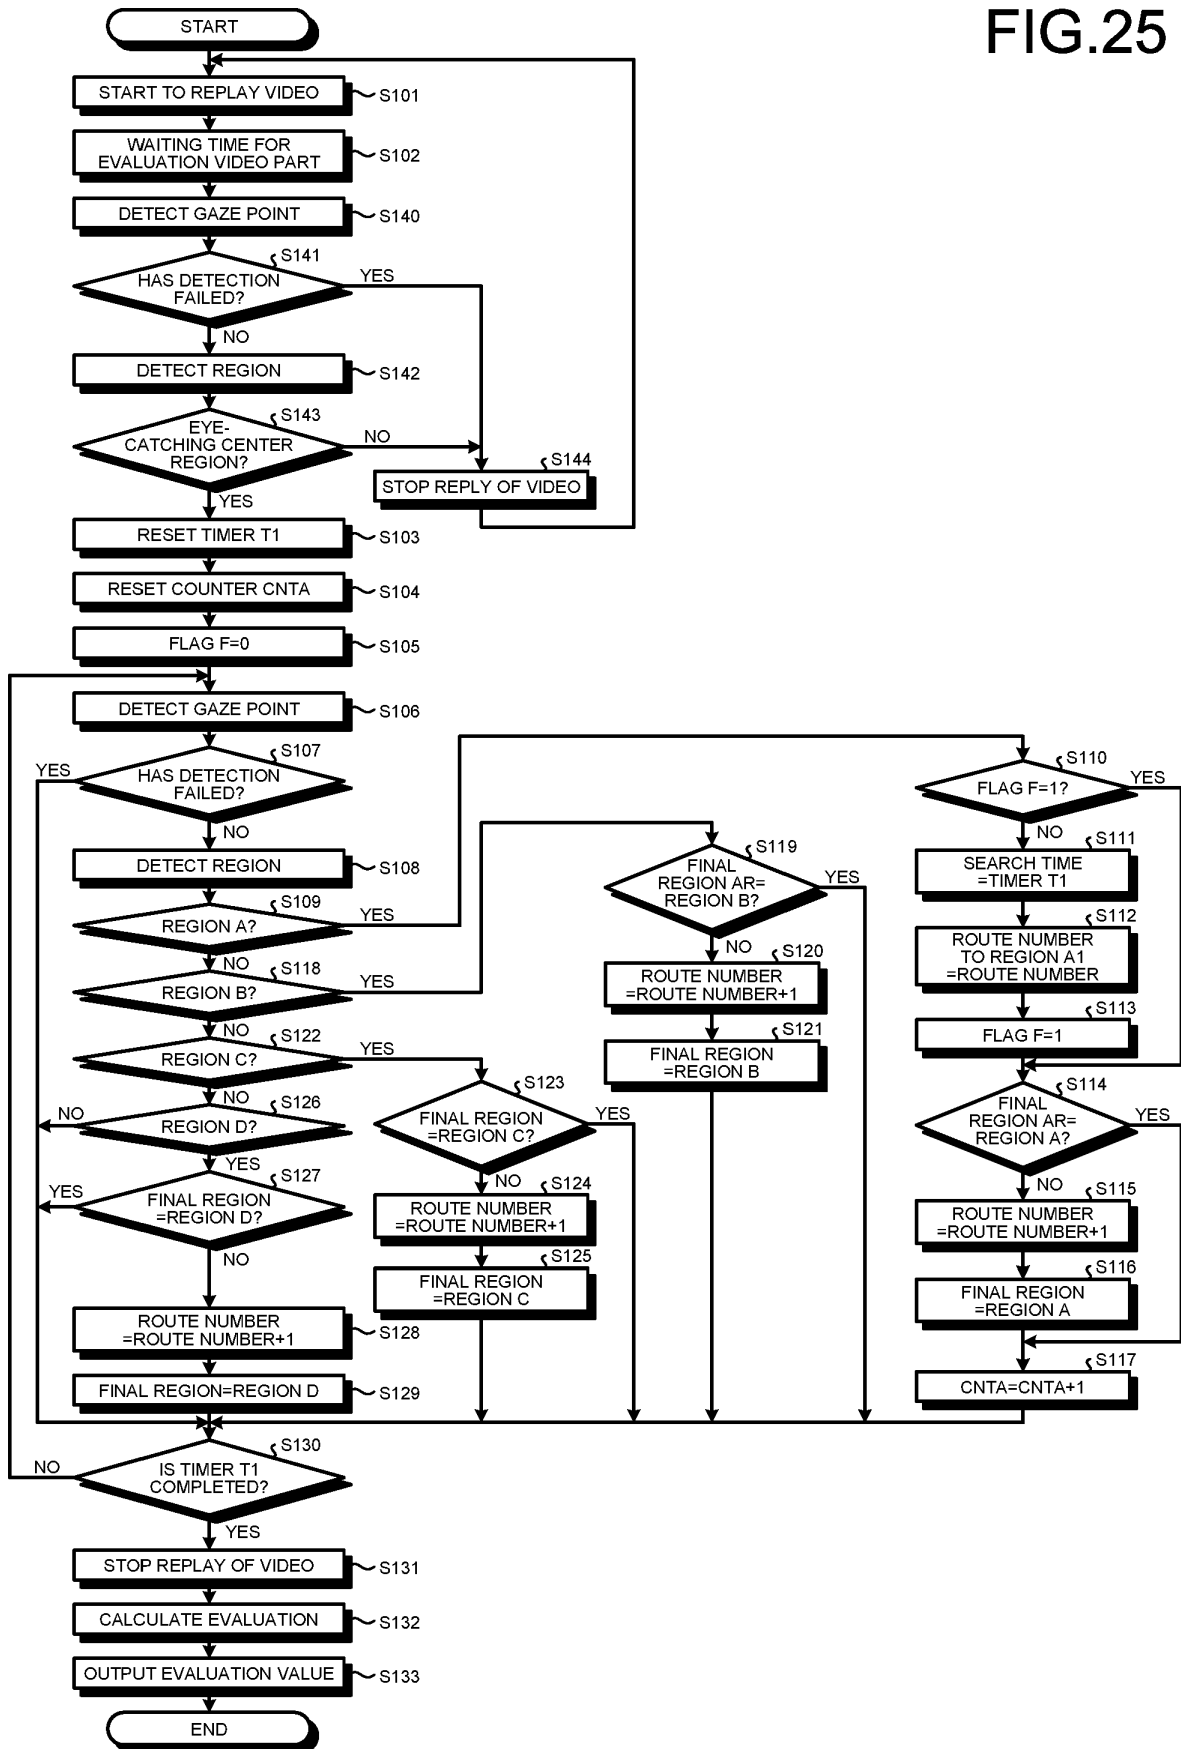 FIG.25
START
START TO REPLAY VIDEO
S101
WAITING TIME FOR
EVALUATION VIDEO PART
S102
DETECT GAZE POINT
S140
S141
HAS DETECTION
FAILED?
YES
NO
DETECT REGION
S142
S143
EYE-
CATCHING CENTER
REGION?
NO
YES
S144
STOP REPLY OF VIDEO
RESET TIMER T1
S103
RESET COUNTER CNTA
S104
FLAG F=0
S105
DETECT GAZE POINT
S106
S107
HAS DETECTION
FAILED?
YES
NO
DETECT REGION
S108
S109
REGION A?
YES
NO
S118
REGION B?
YES
NO
S122
REGION C?
YES
NO
S126
REGION D?
NO
YES
S127
FINAL REGION
=REGION D?
YES
NO
ROUTE NUMBER
=ROUTE NUMBER+1
S128
FINAL REGION=REGION D
S129
S123
FINAL REGION
=REGION C?
YES
NO
S124
ROUTE NUMBER
=ROUTE NUMBER+1
S125
FINAL REGION
=REGION C
S119
FINAL
REGION AR=
REGION B?
YES
NO
S120
ROUTE NUMBER
=ROUTE NUMBER+1
S121
FINAL REGION
=REGION B
S110
FLAG F=1?
YES
NO
S111
SEARCH TIME
=TIMER T1
S112
ROUTE NUMBER
TO REGION A1
=ROUTE NUMBER
S113
FLAG F=1
S114
FINAL
REGION AR=
REGION A?
YES
NO
S115
ROUTE NUMBER
=ROUTE NUMBER+1
S116
FINAL REGION
=REGION A
S117
CNTA=CNTA+1
S130
IS TIMER T1
COMPLETED?
NO
YES
STOP REPLAY OF VIDEO
S131
CALCULATE EVALUATION
S132
OUTPUT EVALUATION VALUE
S133
END